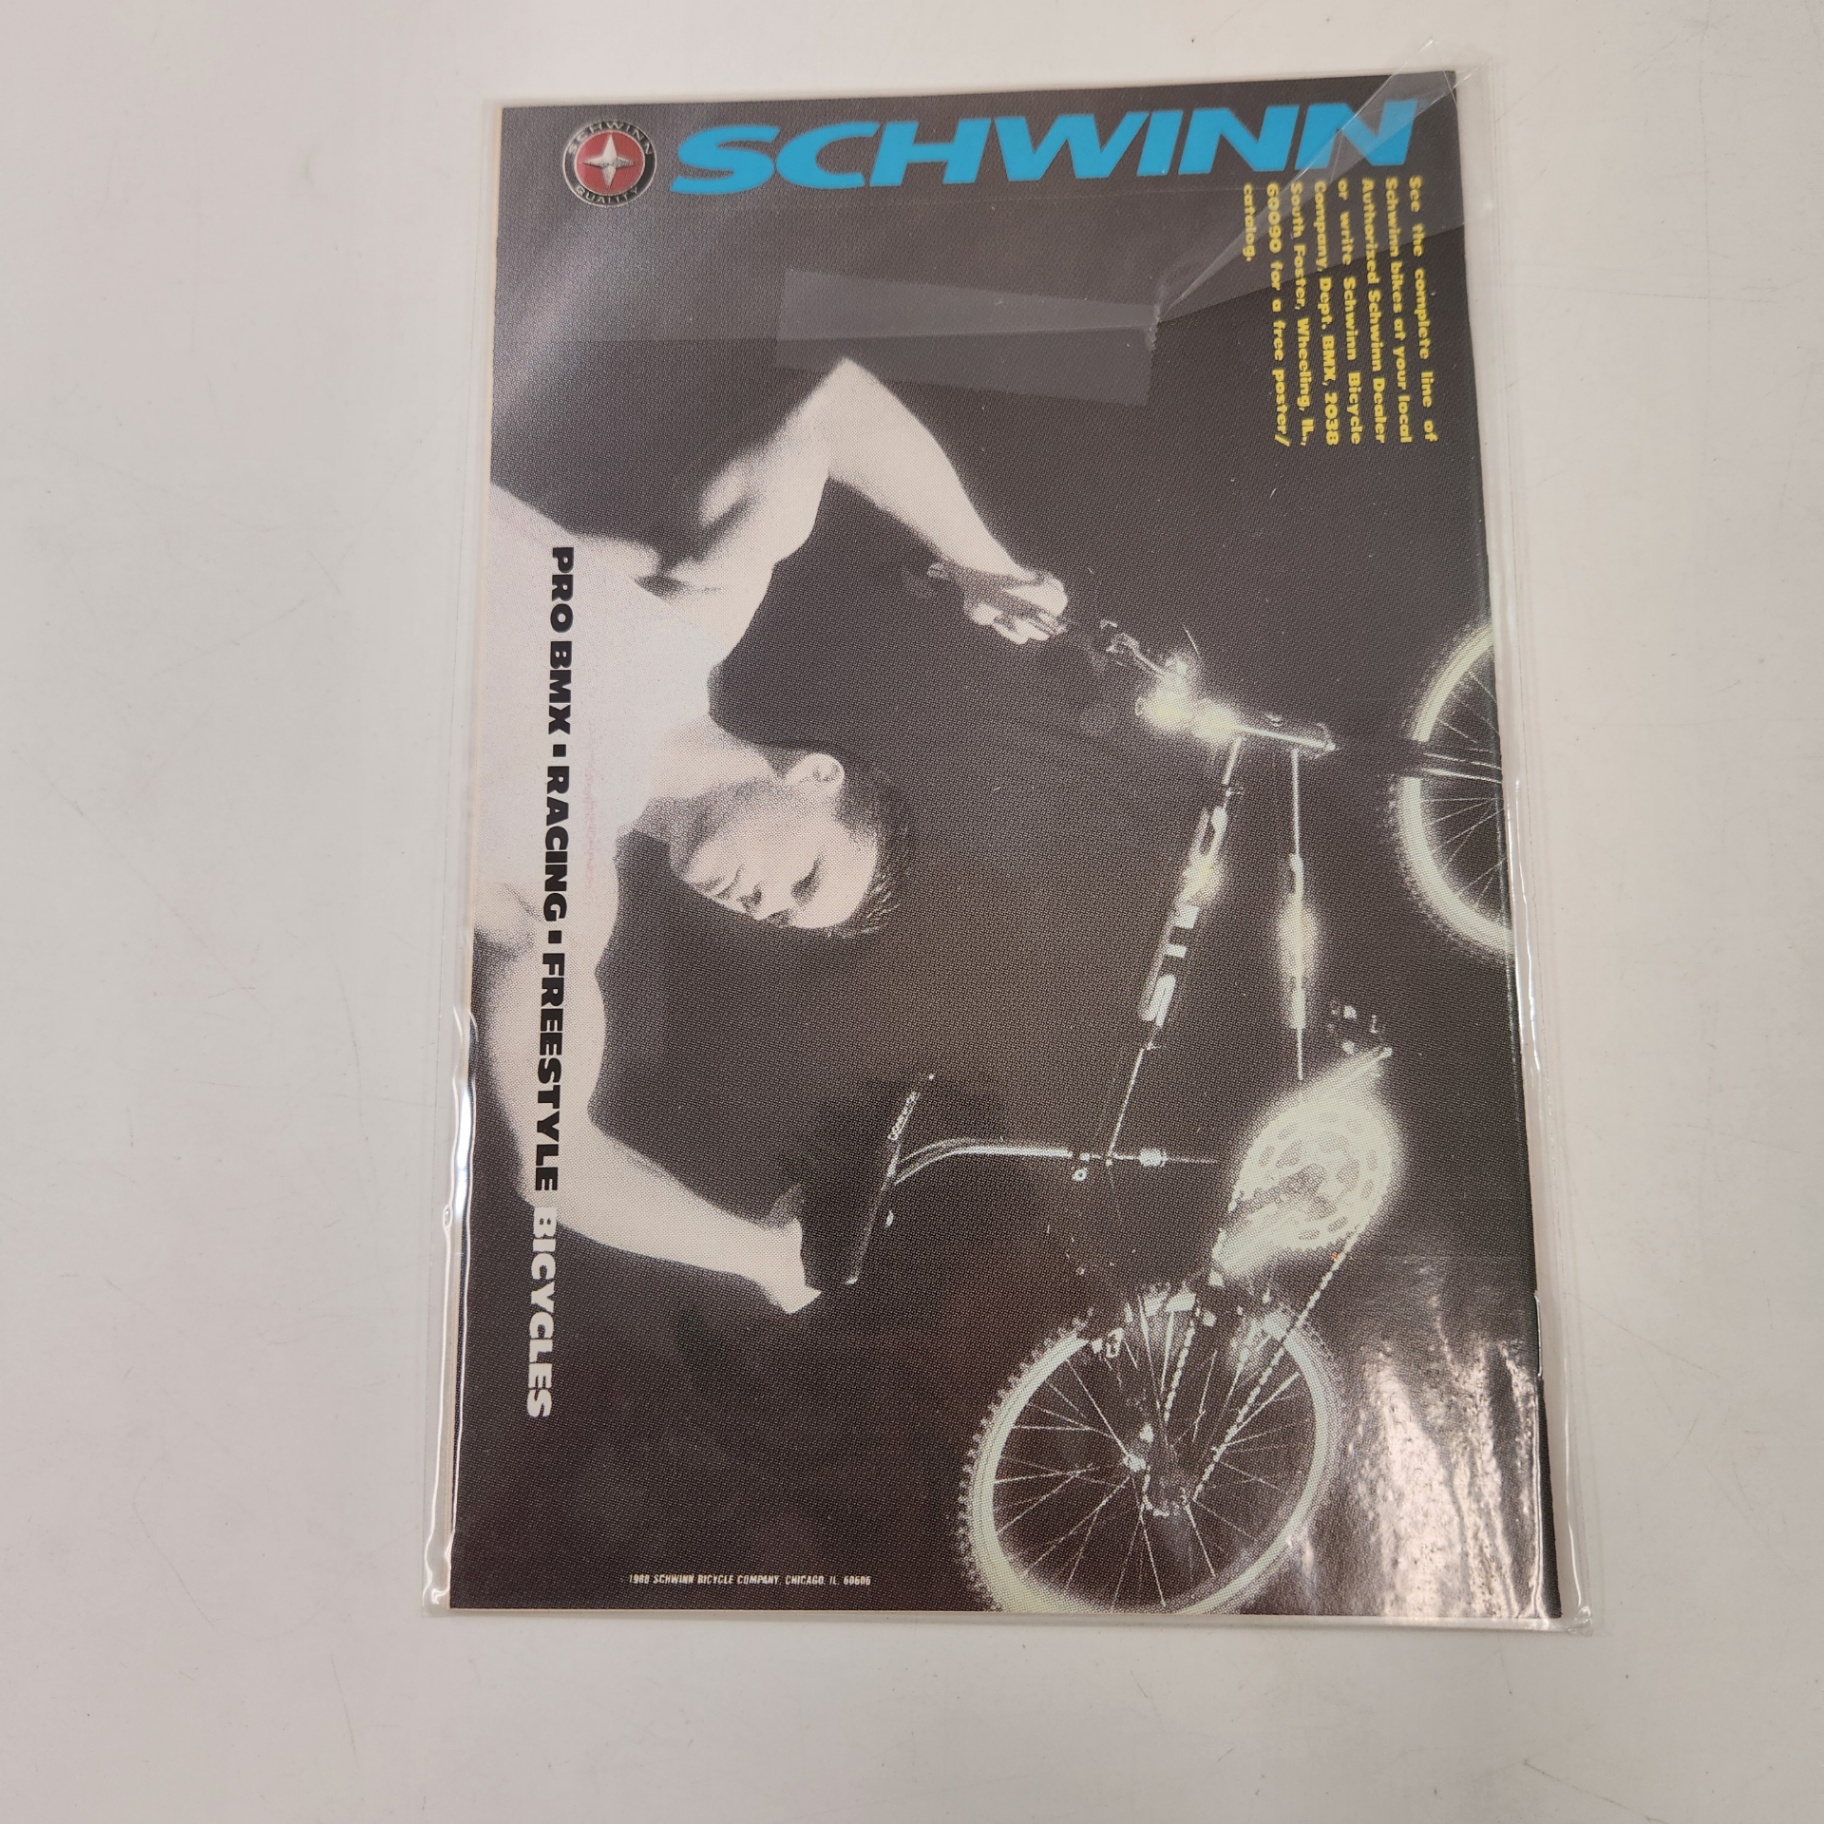 SCHWINN
QUALITY
SCHWINN
See the complete line of
Schwinn bikes at your local
Authorized Schwinn Dealer
or write Schwinn Bicycle
Company, Dept. BMX, 2038
South Foster, Wheeling, IL,
60090 for a free poster/
catalog.
PRO BMX ▪ RACING ▪ FREESTYLE BICYCLES
STING
1988 SCHWINN BICYCLE COMPANY, CHICAGO, IL. 60606